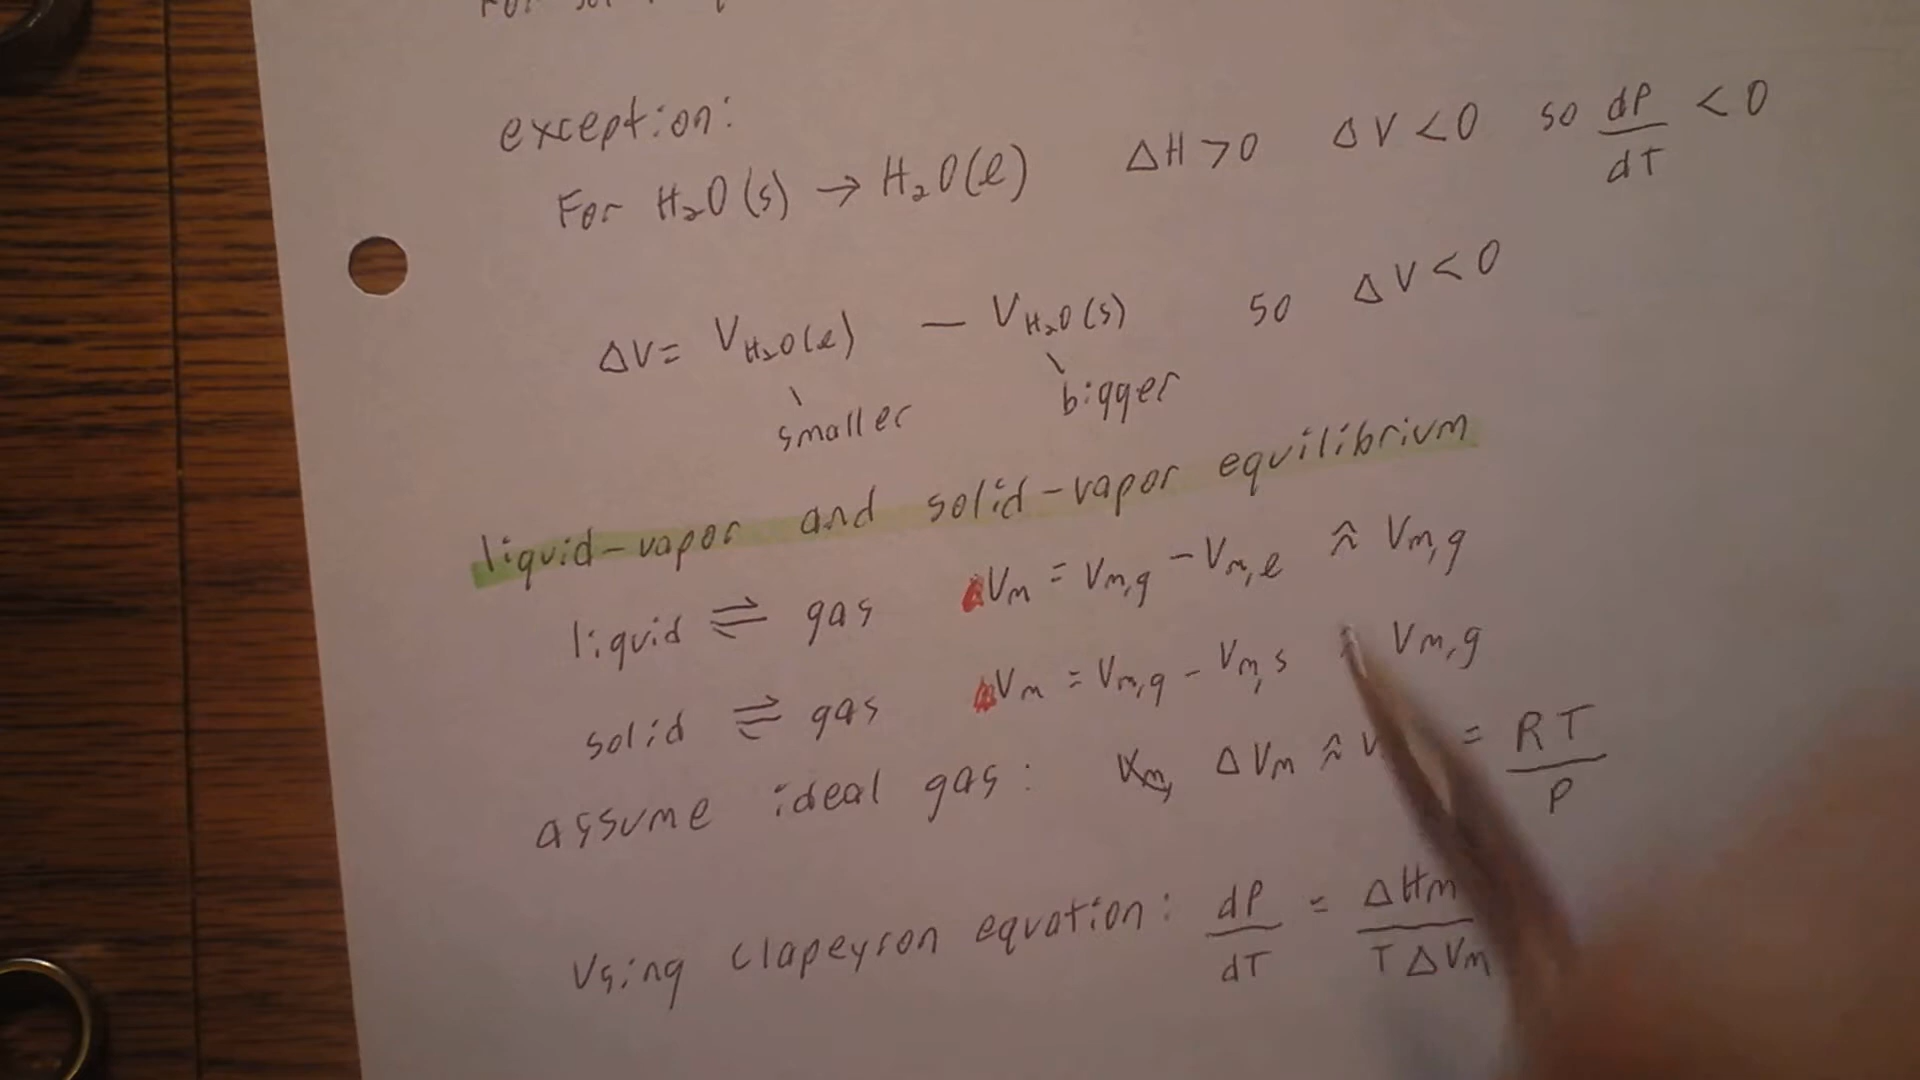 exception:
For H₂O(s) → H₂O(l) ΔH>0 ΔV<0 so dP/dT < 0
ΔV= V H₂O(l) — V H₂O(s) so ΔV<0
smaller bigger
liquid-vapor and solid-vapor equilibrium
liquid ⇌ gas ΔVm = Vm,g - Vm,l ≈ Vm,g
solid ⇌ gas ΔVm = Vm,g - Vm,s ≈ Vm,g
assume ideal gas: ΔVm ≈ V = RT/P
Using Clapeyron equation: dP/dT = ΔHm/TΔVm